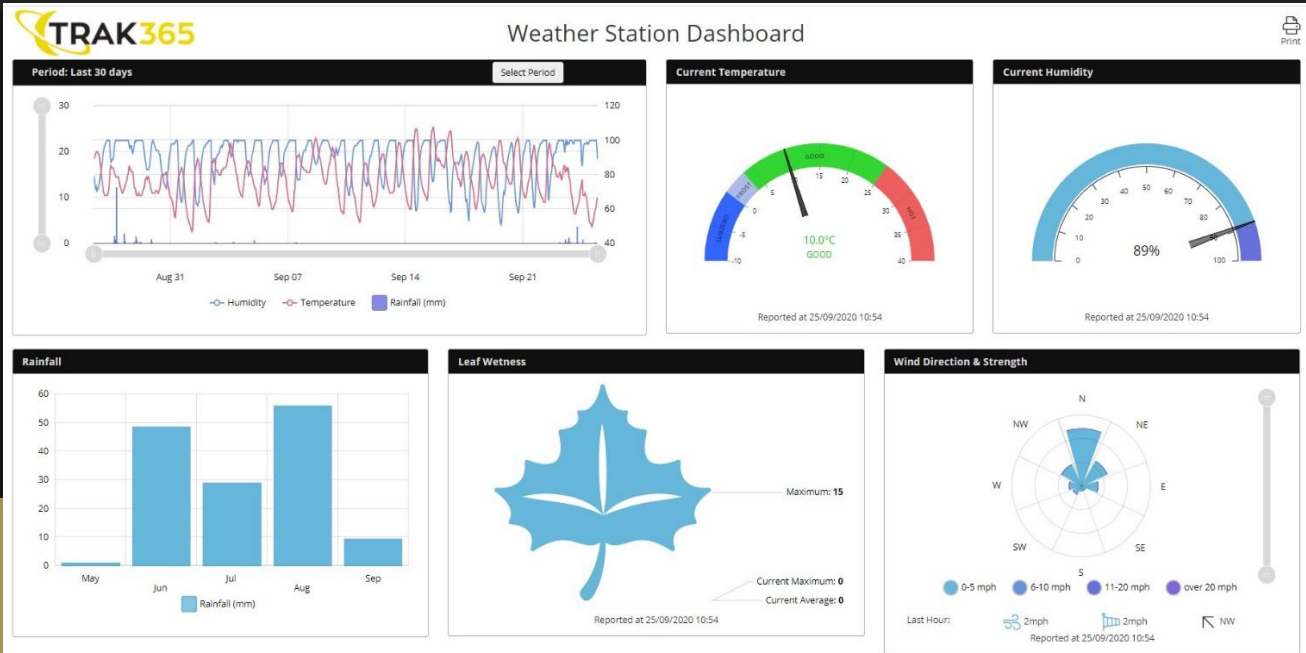 TRAK365
Weather Station Dashboard
Print
Period: Last 30 days
Select Period
30
20
10
0
120
100
80
60
40
Aug 31
Sep 07
Sep 14
Sep 21
Humidity
Temperature
Rainfall (mm)
Current Temperature
-10
-5
0
5
15
20
25
30
35
40
FROST
GOOD
HOT
10.0°C
GOOD
Reported at 25/09/2020 10:54
Current Humidity
0
10
20
30
40
50
60
70
80
90
100
89%
Reported at 25/09/2020 10:54
Rainfall
60
50
40
30
20
10
0
May
Jun
Jul
Aug
Sep
Rainfall (mm)
Leaf Wetness
Maximum: 15
Current Maximum: 0
Current Average: 0
Reported at 25/09/2020 10:54
Wind Direction & Strength
N
NW
NE
W
E
SW
SE
S
0-5 mph
6-10 mph
11-20 mph
over 20 mph
Last Hour:
2mph
2mph
NW
Reported at 25/09/2020 10:54